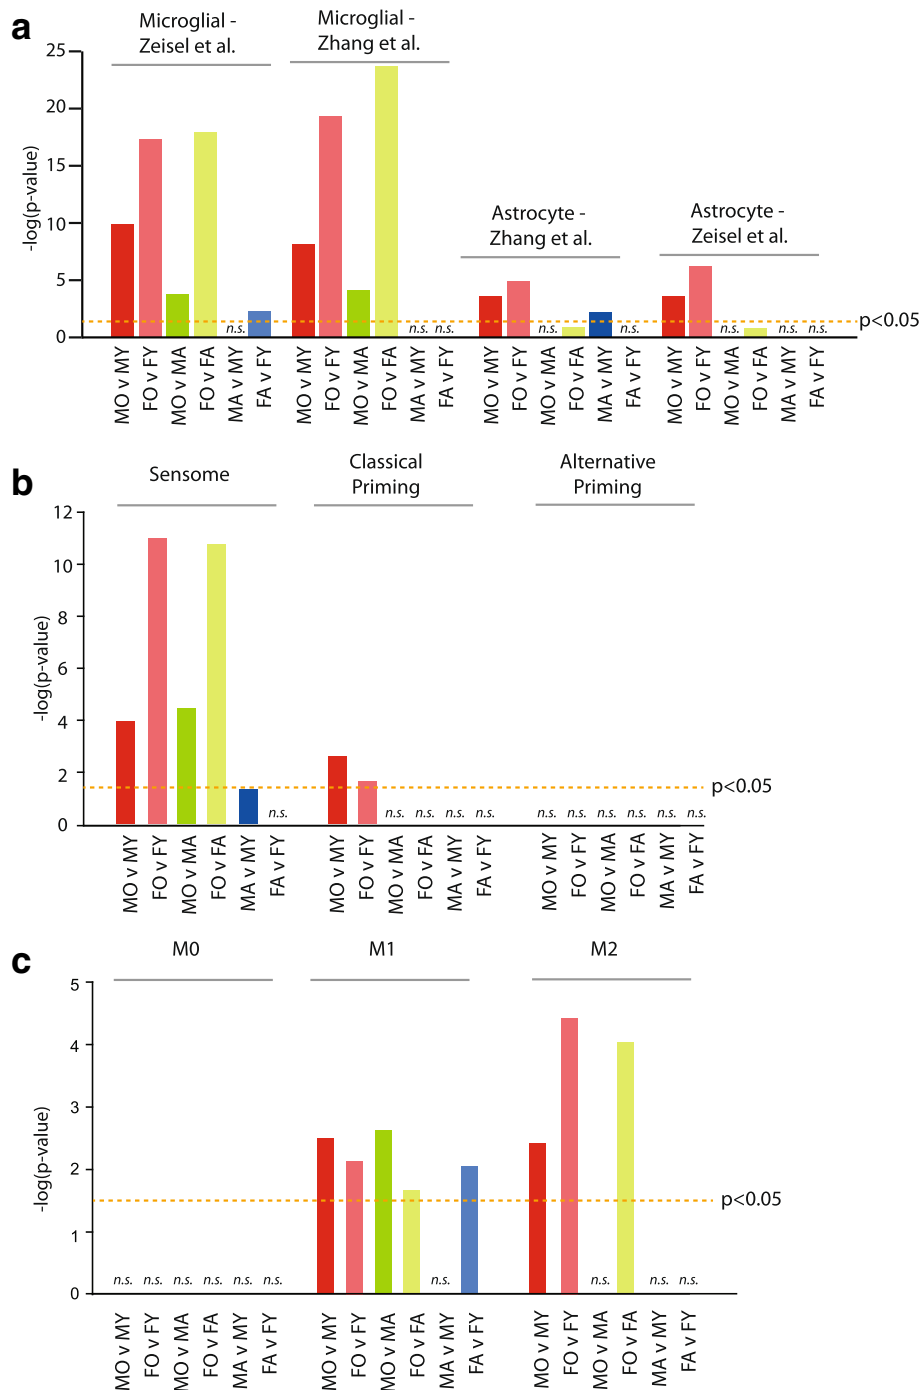 a
Microglial -
Zeisel et al.
Microglial -
Zhang et al.
Astrocyte -
Zhang et al.
Astrocyte -
Zeisel et al.
-log(p-value)
25
20
15
10
5
0
n.s.
n.s.
n.s.
n.s.
n.s.
n.s.
n.s.
n.s.
p<0.05
MO v MY
FO v FY
MO v MA
FO v FA
MA v MY
FA v FY
MO v MY
FO v FY
MO v MA
FO v FA
MA v MY
FA v FY
MO v MY
FO v FY
MO v MA
FO v FA
MA v MY
FA v FY
MO v MY
FO v FY
MO v MA
FO v FA
MA v MY
FA v FY
b
Sensome
Classical
Priming
Alternative
Priming
-log(p-value)
12
10
8
6
4
2
0
n.s.
n.s.
n.s.
n.s.
n.s.
n.s.
n.s.
n.s.
n.s.
n.s.
n.s.
p<0.05
MO v MY
FO v FY
MO v MA
FO v FA
MA v MY
FA v FY
MO v MY
FO v FY
MO v MA
FO v FA
MA v MY
FA v FY
MO v MY
FO v FY
MO v MA
FO v FA
MA v MY
FA v FY
c
M0
M1
M2
-log(p-value)
5
4
3
2
1
0
n.s.
n.s.
n.s.
n.s.
n.s.
n.s.
n.s.
n.s.
n.s.
n.s.
p<0.05
MO v MY
FO v FY
MO v MA
FO v FA
MA v MY
FA v FY
MO v MY
FO v FY
MO v MA
FO v FA
MA v MY
FA v FY
MO v MY
FO v FY
MO v MA
FO v FA
MA v MY
FA v FY